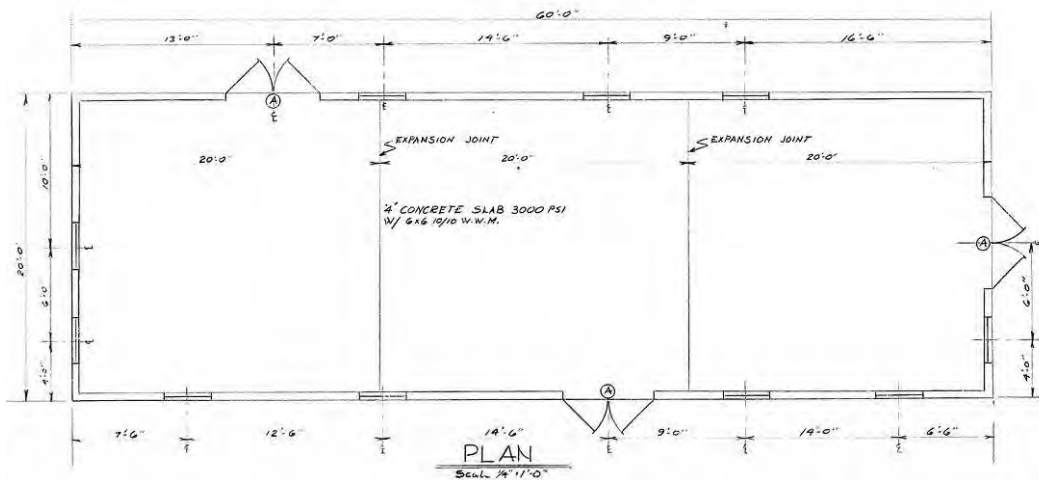 60'-0"
13'-0" 7'-0" 14'-6" 9'-0" 16'-6"
A
EXPANSION JOINT EXPANSION JOINT
20'-0" 20'-0" 20'-0"
10'-0"
4" CONCRETE SLAB 3000 PSI
W/ 6x6 10/10 W.W.M.
A
20'-0"
6'-0" 6'-0"
4'-0" 4'-0"
A
7'-6" 12'-6" 14'-6" 9'-0" 14'-0" 6'-6"
PLAN
Scale 1/4" = 1'-0"